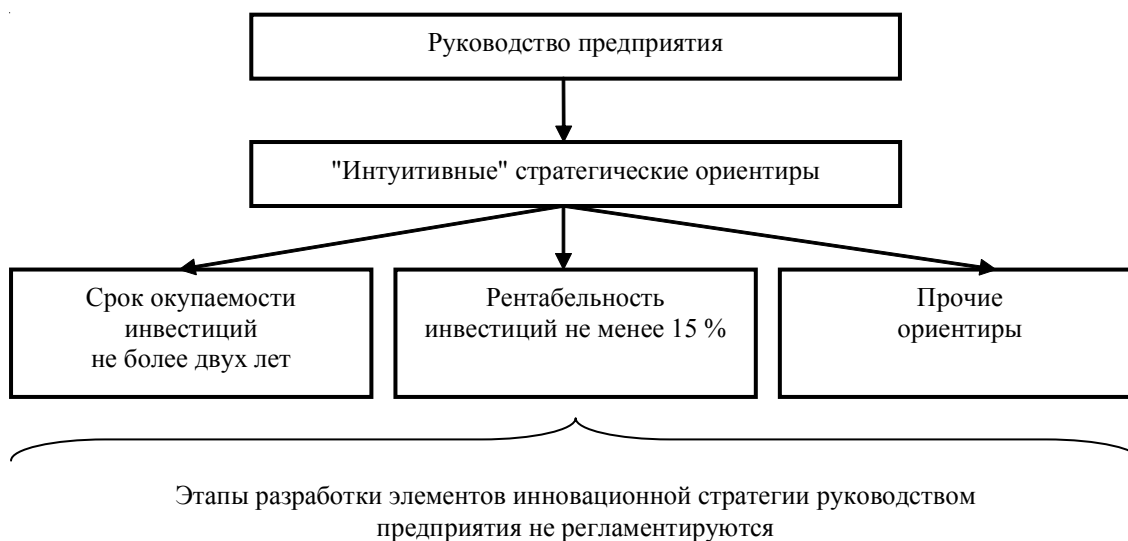 Руководство предприятия
"Интуитивные" стратегические ориентиры
Срок окупаемости
инвестиций
не более двух лет
Рентабельность
инвестиций не менее 15 %
Прочие
ориентиры
Этапы разработки элементов инновационной стратегии руководством
предприятия не регламентируются